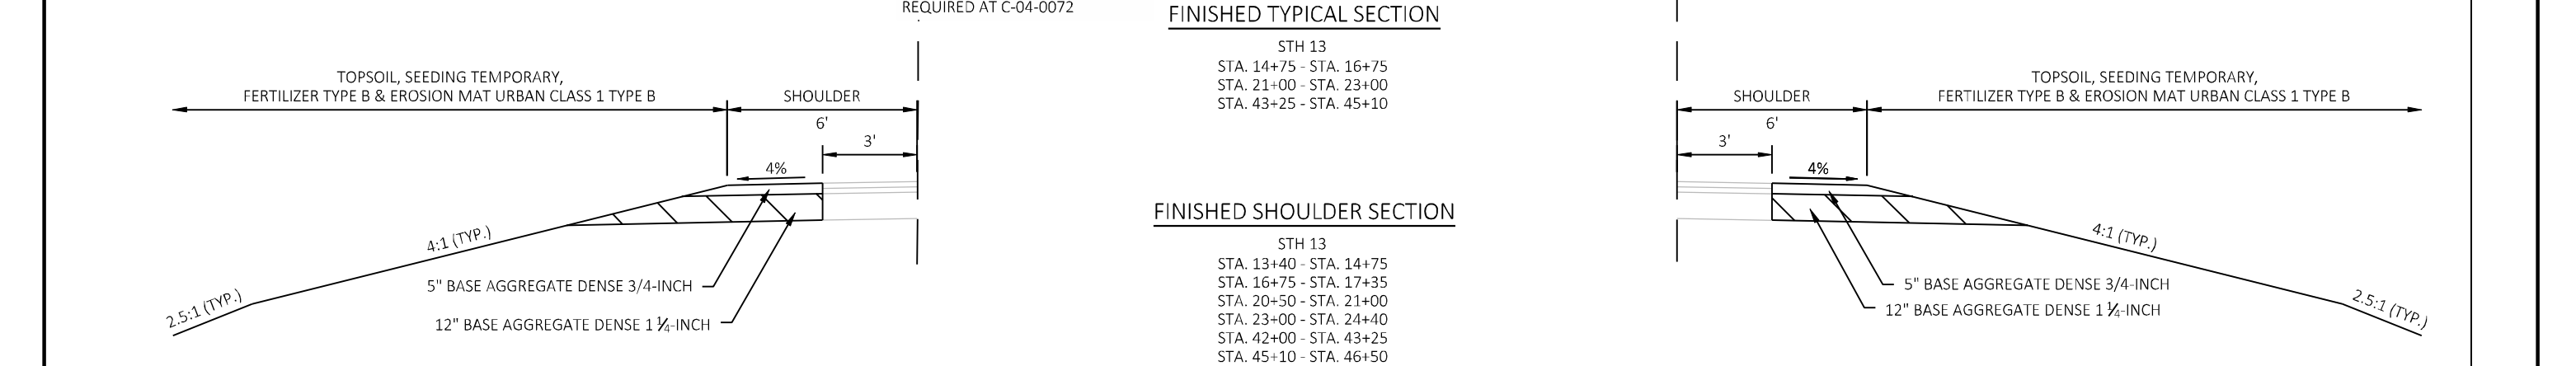 REQUIRED AT C-04-0072
FINISHED TYPICAL SECTION
STH 13
STA. 14+75 - STA. 16+75
STA. 21+00 - STA. 23+00
STA. 43+25 - STA. 45+10
TOPSOIL, SEEDING TEMPORARY,
FERTILIZER TYPE B & EROSION MAT URBAN CLASS 1 TYPE B
SHOULDER
6'
3'
4%
4:1 (TYP.)
2.5:1 (TYP.)
5" BASE AGGREGATE DENSE 3/4-INCH
12" BASE AGGREGATE DENSE 1 ¼-INCH
FINISHED SHOULDER SECTION
STH 13
STA. 13+40 - STA. 14+75
STA. 16+75 - STA. 17+35
STA. 20+50 - STA. 21+00
STA. 23+00 - STA. 24+40
STA. 42+00 - STA. 43+25
STA. 45+10 - STA. 46+50
TOPSOIL, SEEDING TEMPORARY,
SHOULDER
FERTILIZER TYPE B & EROSION MAT URBAN CLASS 1 TYPE B
6'
3'
4%
4:1 (TYP.)
2.5:1 (TYP.)
5" BASE AGGREGATE DENSE 3/4-INCH
12" BASE AGGREGATE DENSE 1 ¼-INCH